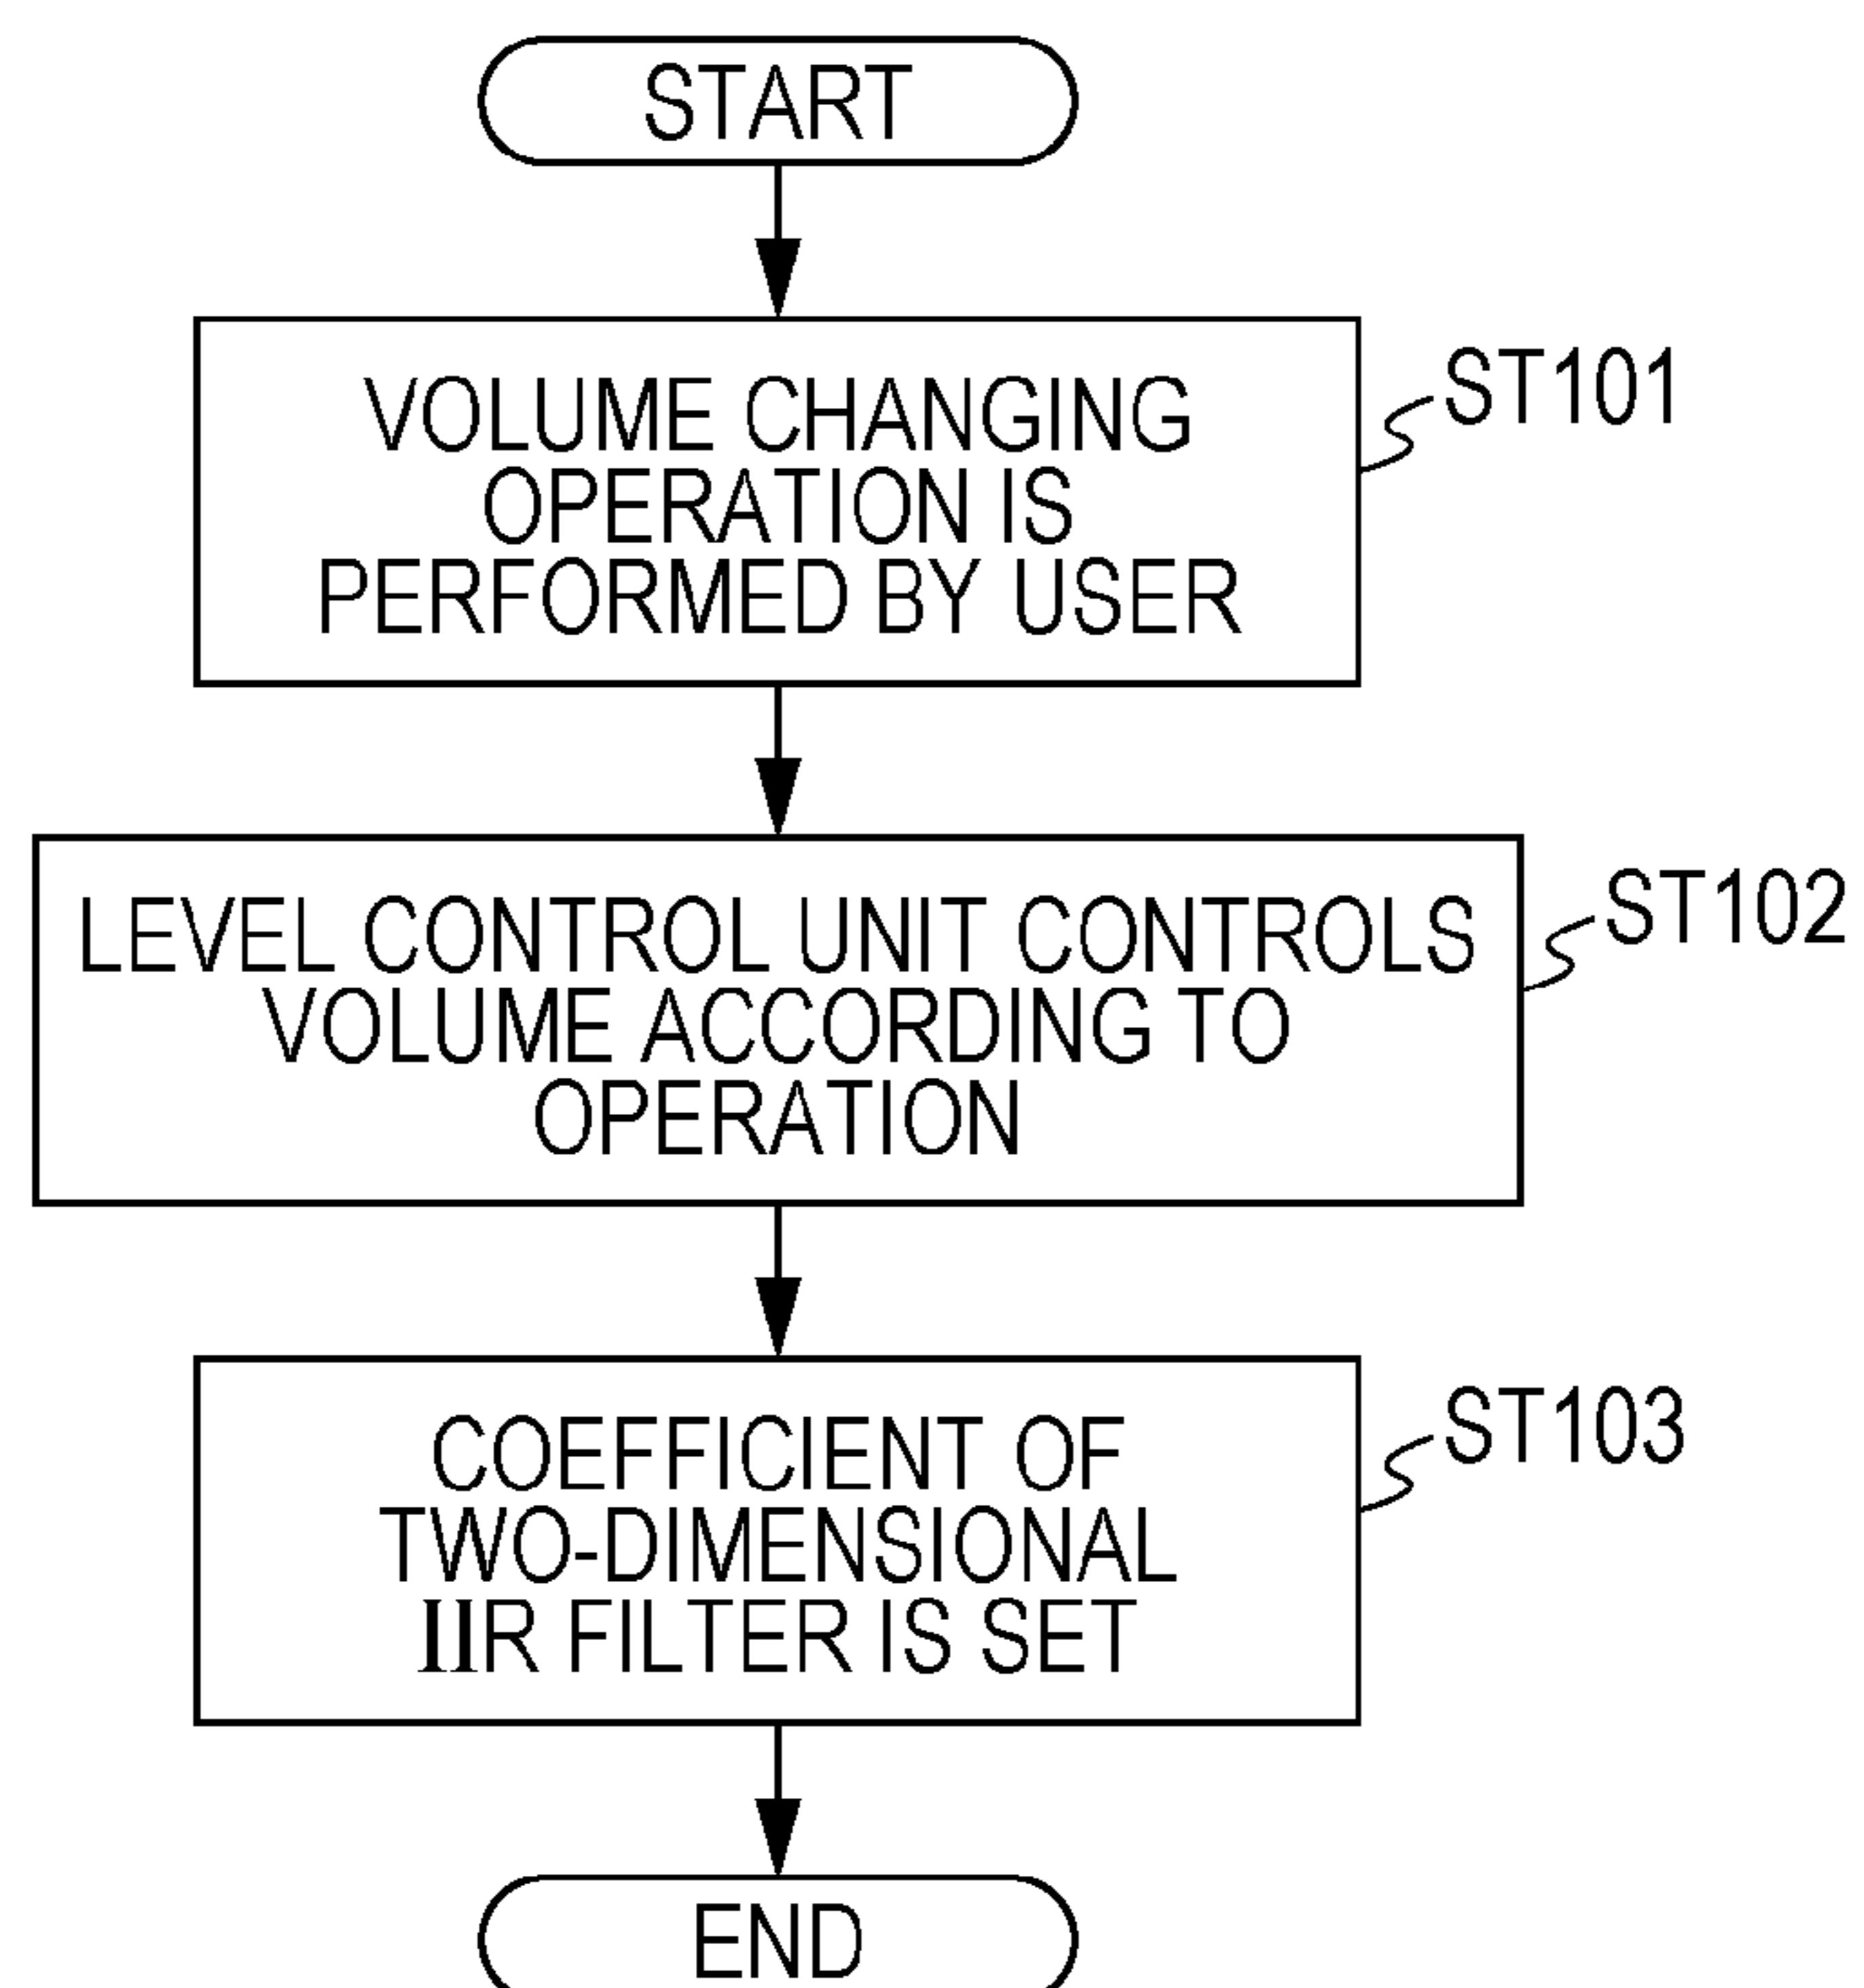 START
VOLUME CHANGING
OPERATION IS
PERFORMED BY USER
ST101
LEVEL CONTROL UNIT CONTROLS
VOLUME ACCORDING TO
OPERATION
ST102
COEFFICIENT OF
TWO-DIMENSIONAL
IIR FILTER IS SET
ST103
END